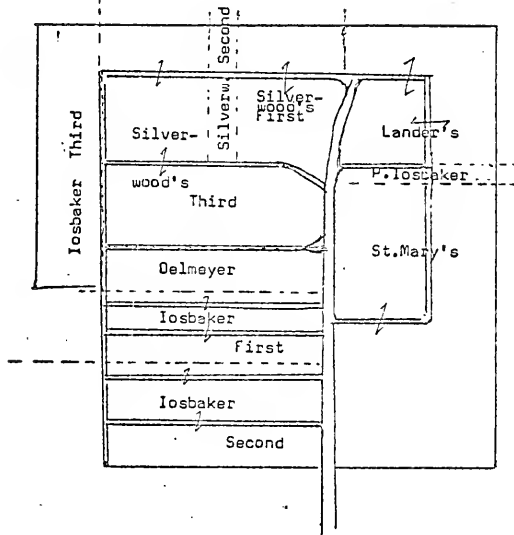 Iosbaker Third
Silverw. Second
Silver-
wood's
First
Lander's
Silver-
wood's
Third
P.Iosbaker
St.Mary's
Oelmeyer
Iosbaker
First
Iosbaker
Second